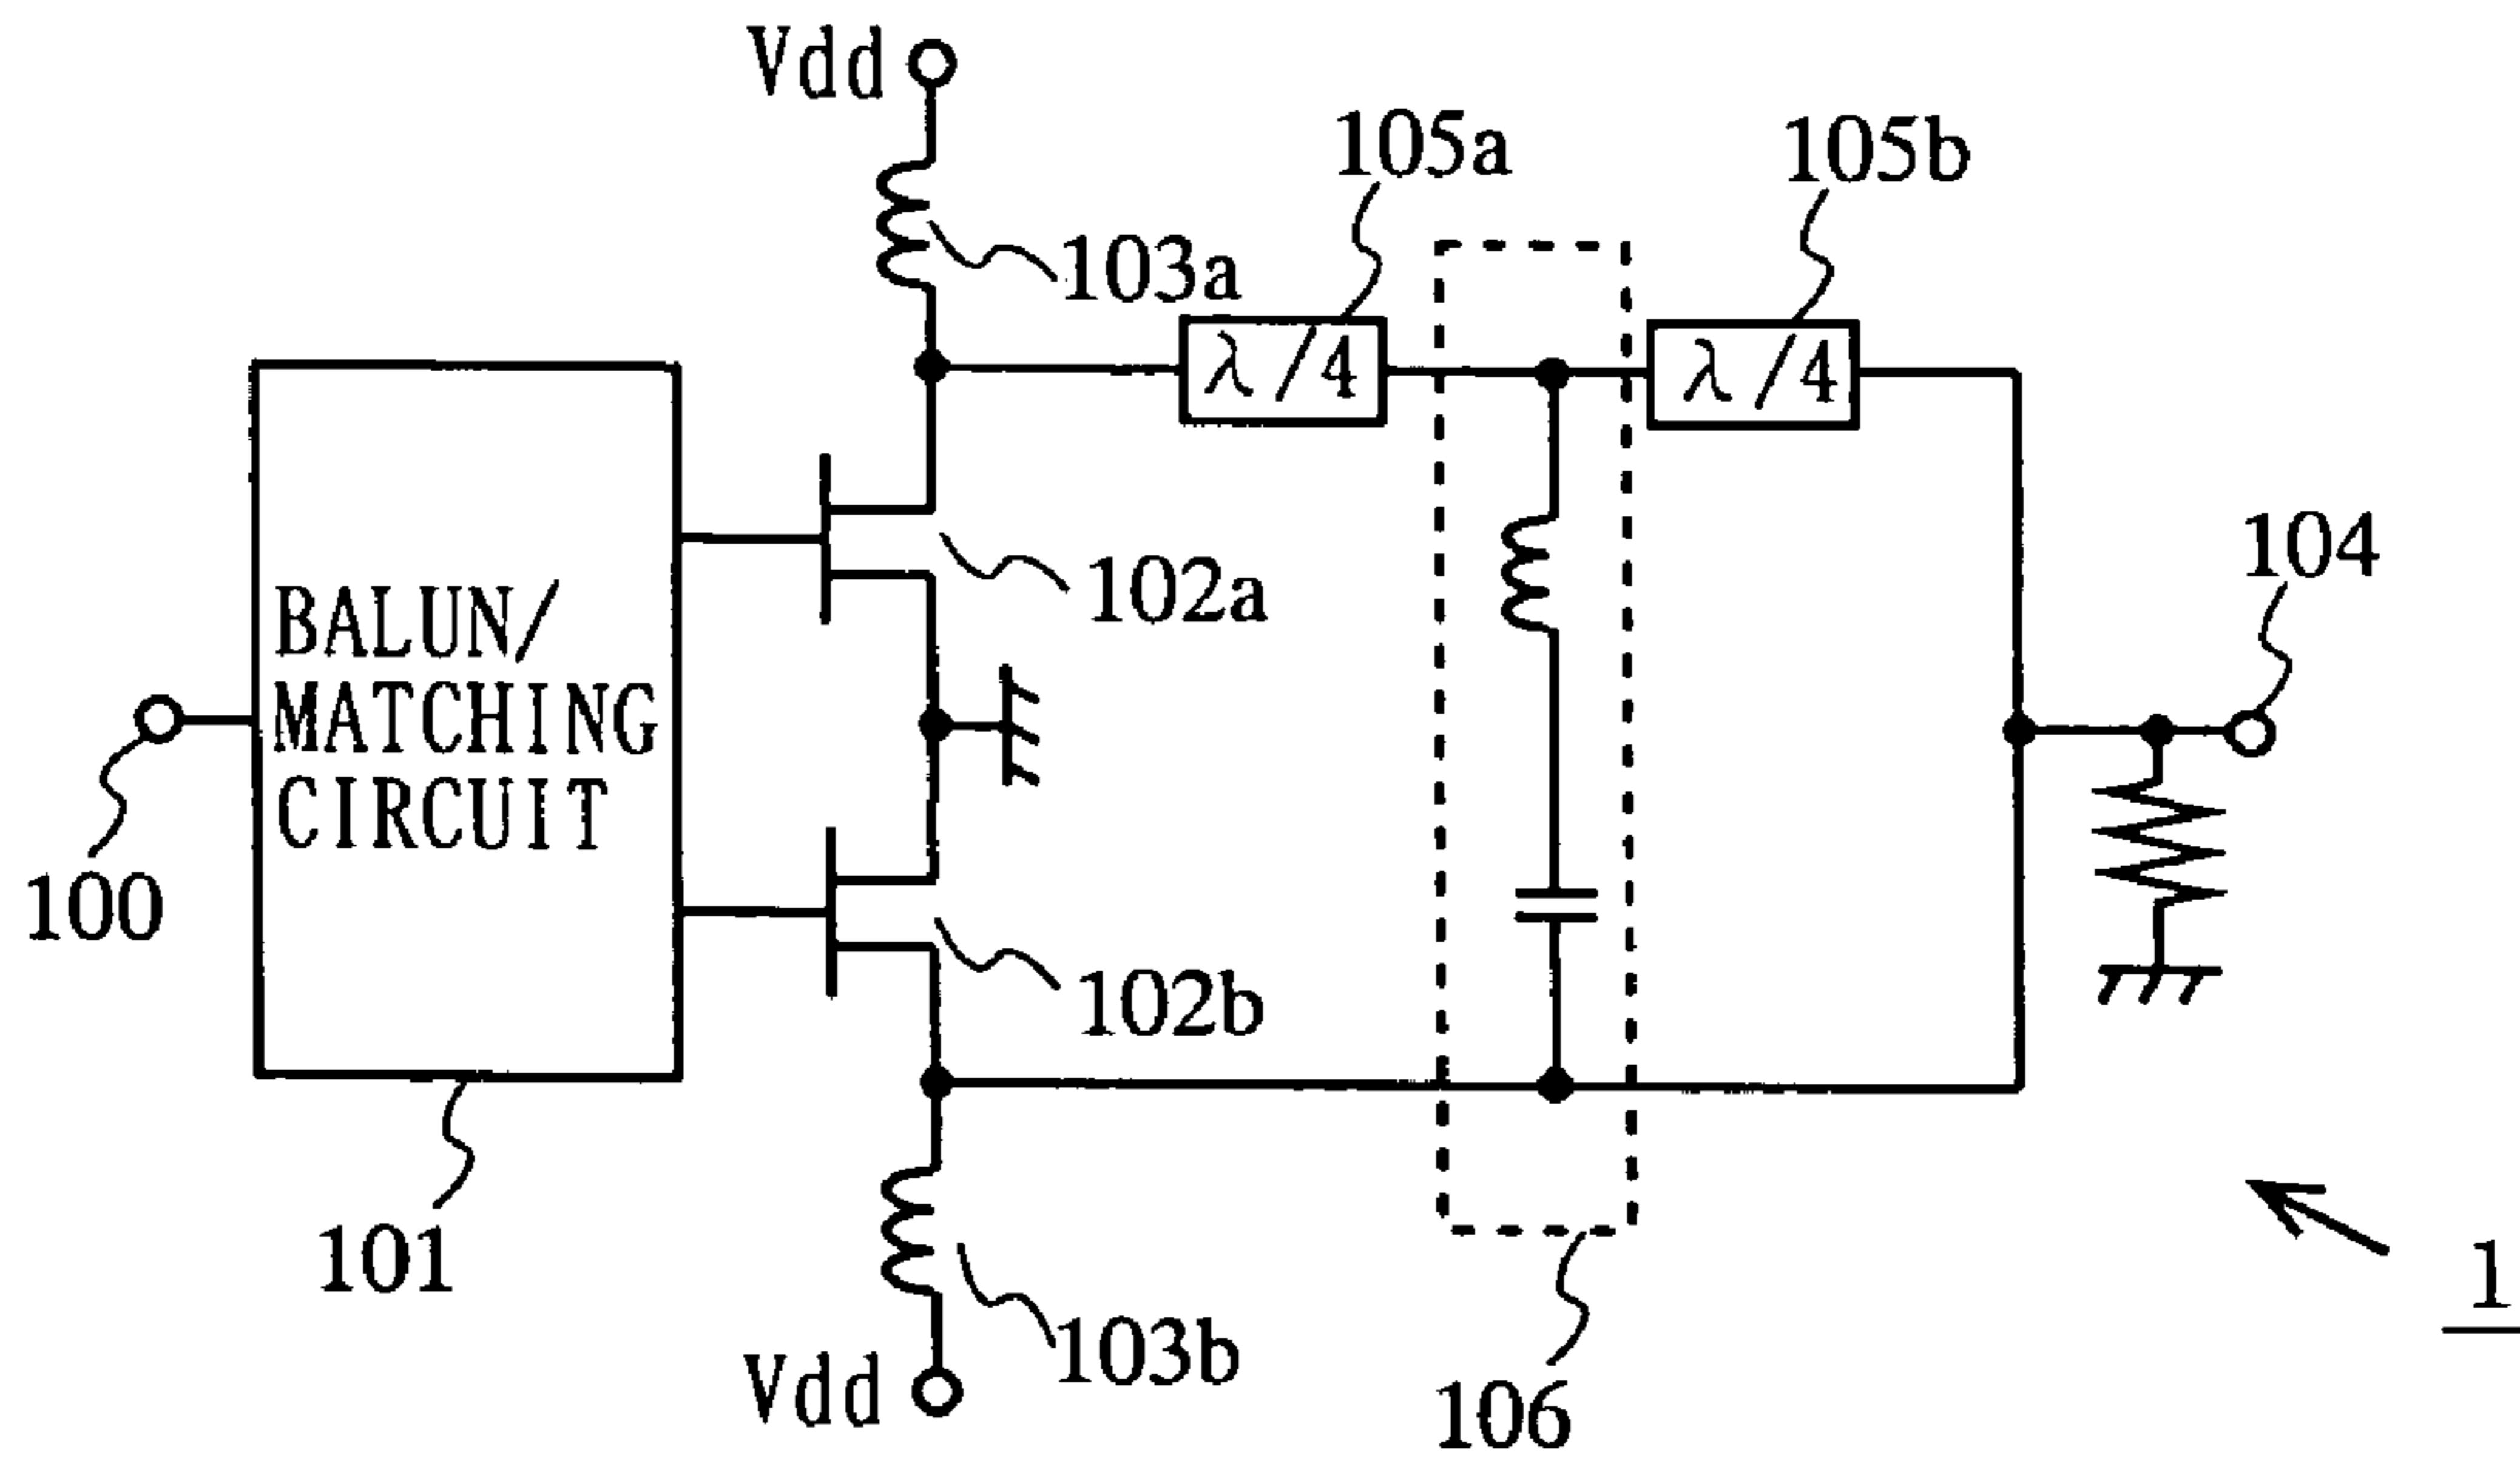 Vdd
105a
105b
103a
λ/4
λ/4
104
102a
BALUN/
MATCHING
CIRCUIT
100
102b
101
1
103b
Vdd
106